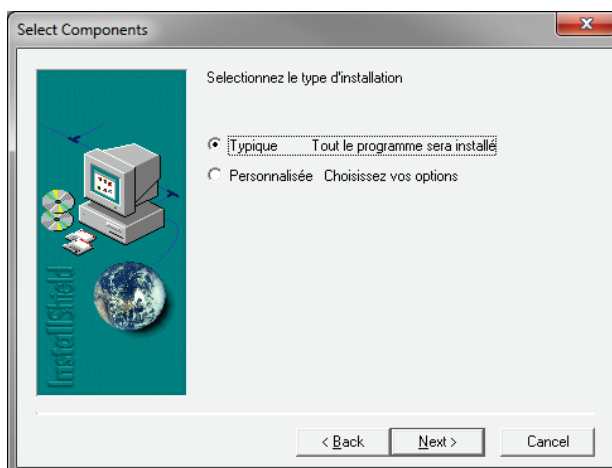 Select Components
Selectionnez le type d'installation
Typique Tout le programme sera installé
Personnalisée Choisissez vos options
InstallShield
< Back Next > Cancel